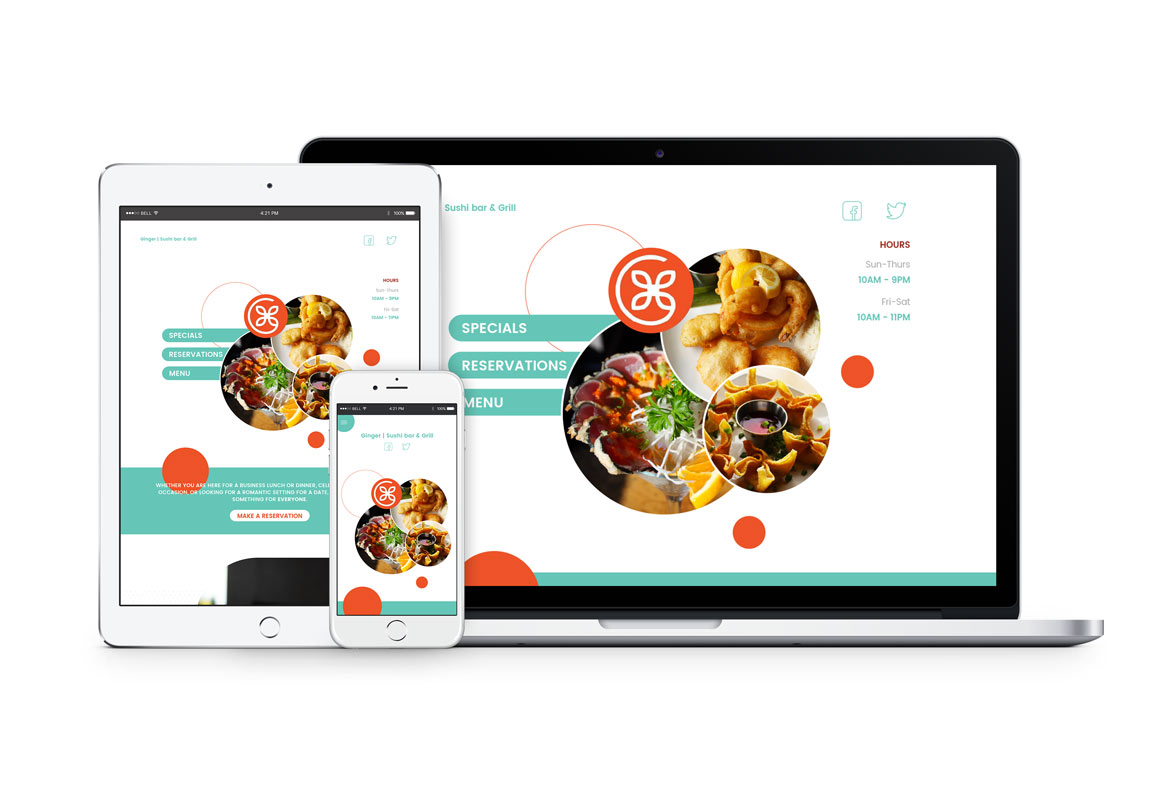 BELL
4:21 PM
100%
Ginger | Sushi bar & Grill
HOURS
Sun-Thurs
10AM - 9PM
Fri-Sat
10AM - 11PM
SPECIALS
RESERVATIONS
MENU
WHETHER YOU ARE HERE FOR A BUSINESS LUNCH OR DINNER, CEL
OCCASION, OR LOOKING FOR A ROMANTIC SETTING FOR A DATE,
SOMETHING FOR EVERYONE.
MAKE A RESERVATION
BELL
4:21 PM
100%
Ginger | Sushi bar & Grill
Sushi bar & Grill
HOURS
Sun-Thurs
10AM - 9PM
Fri-Sat
10AM - 11PM
SPECIALS
RESERVATIONS
MENU